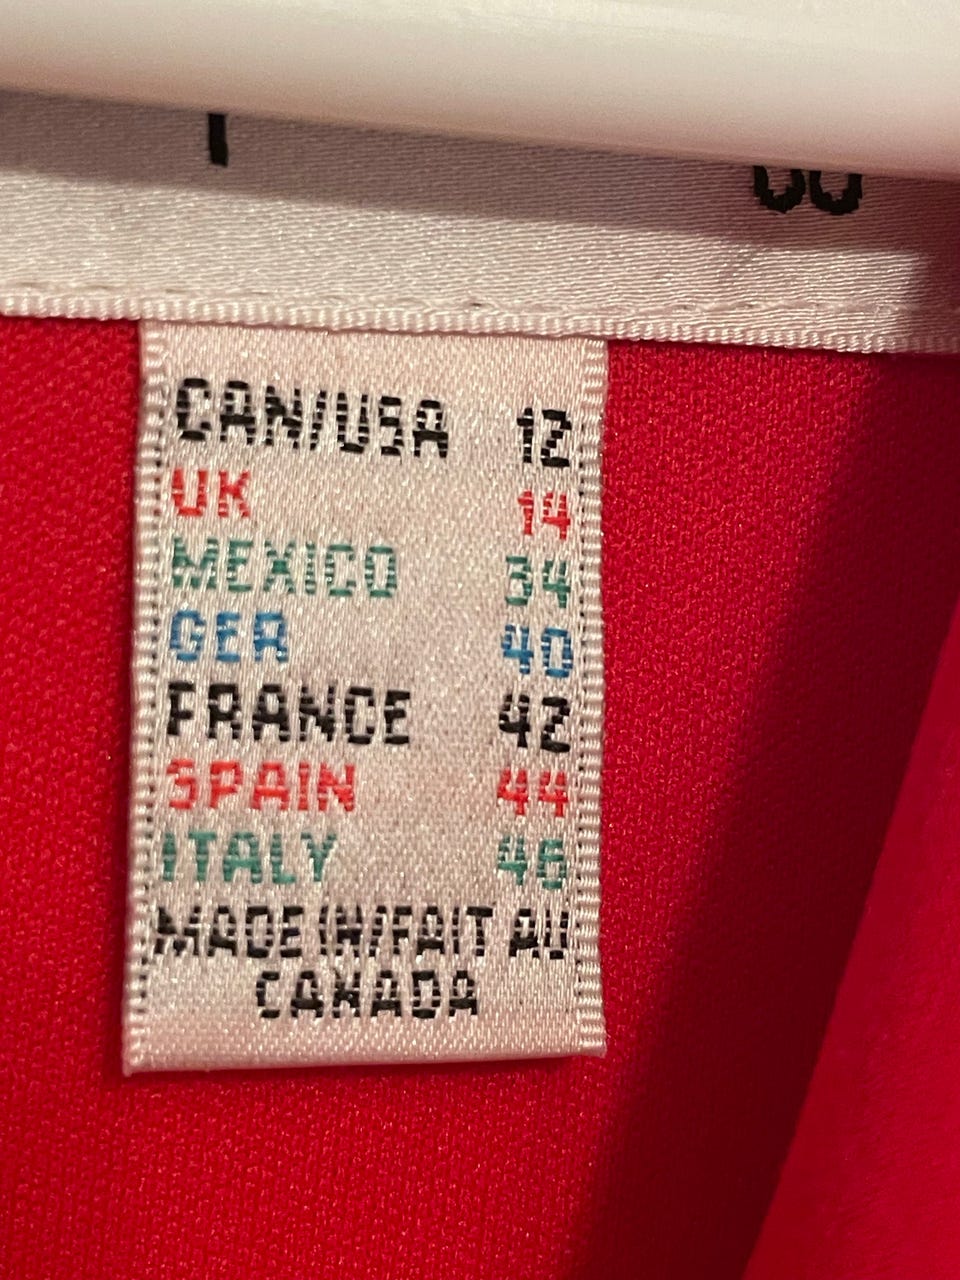 CAN/USA 12
UK 14
MEXICO 34
GER 40
FRANCE 42
SPAIN 44
ITALY 46
MADE IN/FAIT AU
CANADA